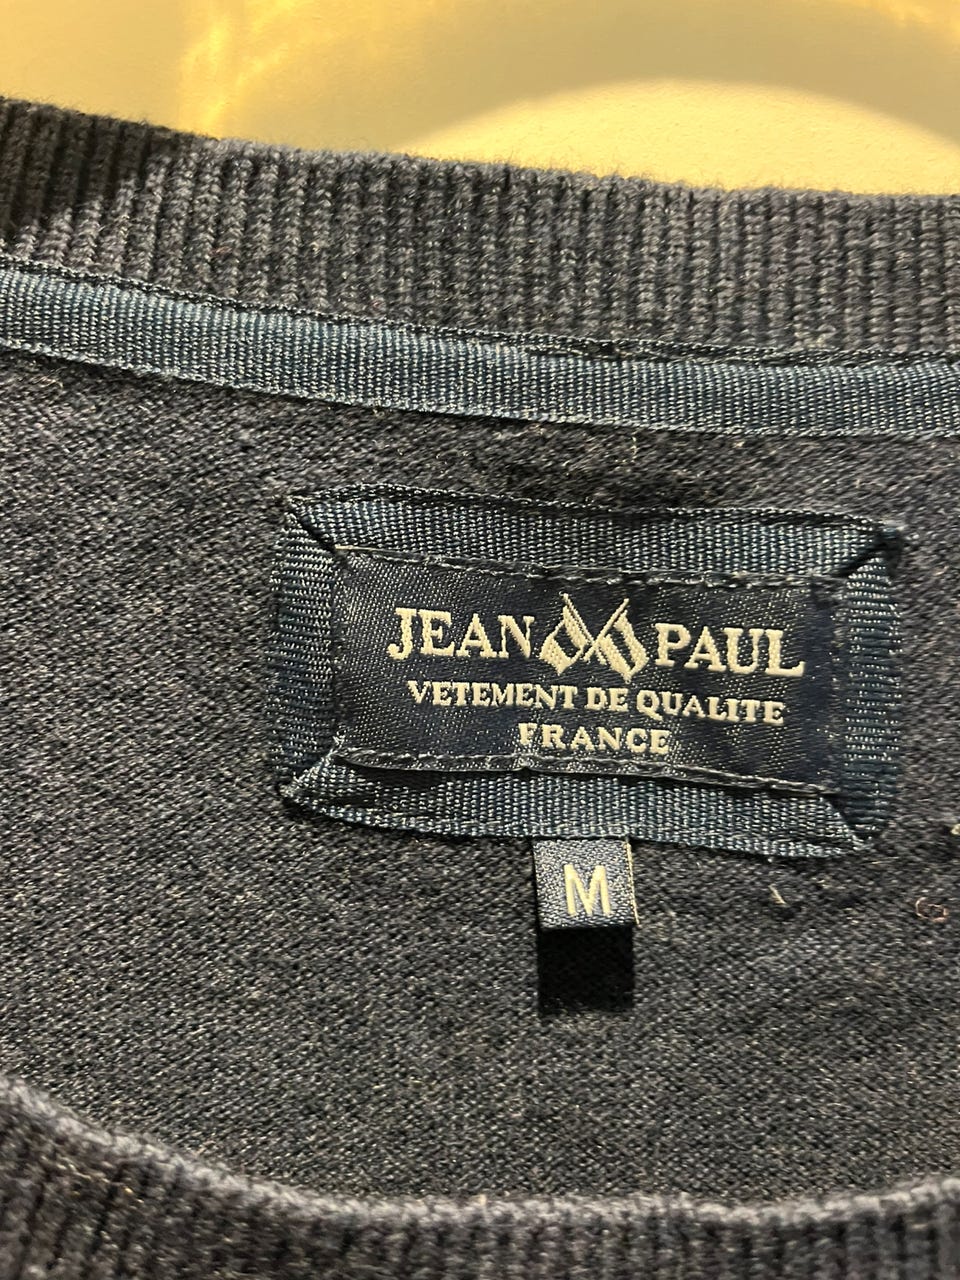 JEAN PAUL
VETEMENT DE QUALITE
FRANCE
M